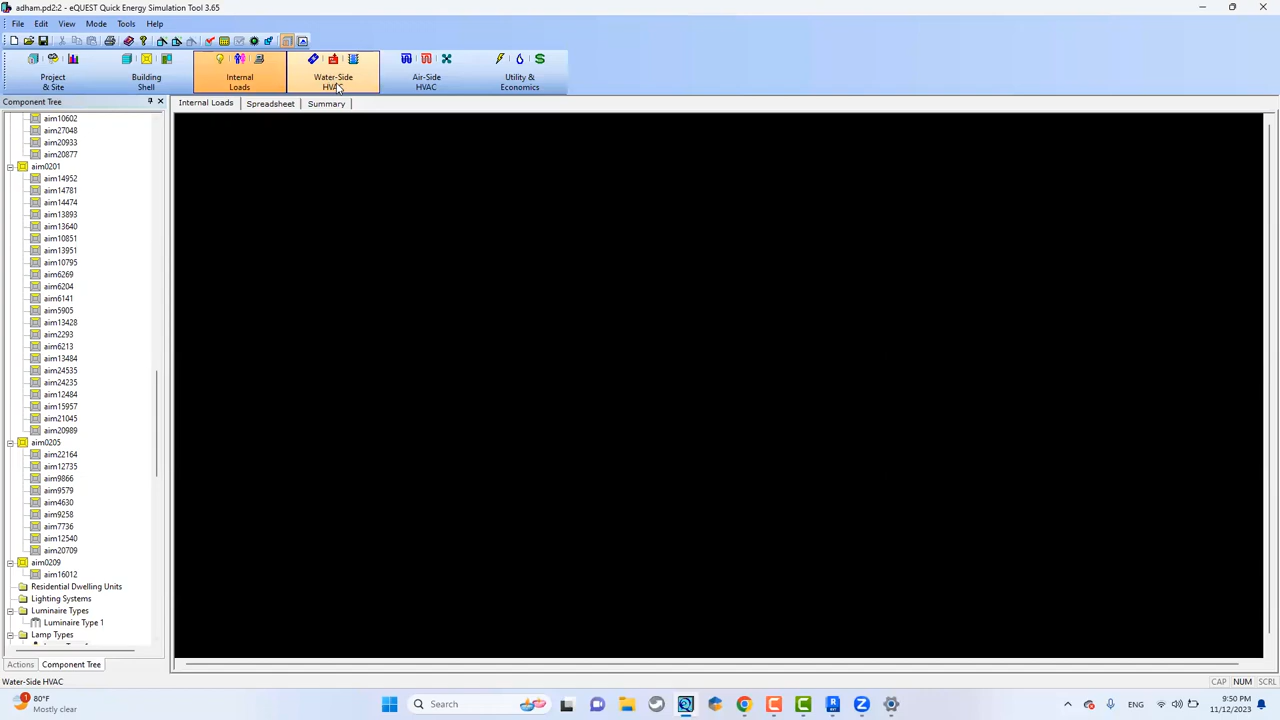 adham.pd2:2 - eQUEST Quick Energy Simulation Tool 3.65
File Edit View Mode Tools Help
Project & Site
Building Shell
Internal Loads
Water-Side HVAC
Air-Side HVAC
Utility & Economics
Component Tree
Internal Loads Spreadsheet Summary
aim10602
aim27048
aim20933
aim20877
aim0201
aim14952
aim14781
aim14474
aim13893
aim13640
aim10851
aim13951
aim10795
aim6269
aim6204
aim6141
aim5905
aim13428
aim2293
aim6213
aim13484
aim24535
aim24235
aim12484
aim15957
aim21045
aim20989
aim0205
aim22164
aim12735
aim9866
aim9579
aim4630
aim9258
aim7736
aim12540
aim20709
aim0209
aim16012
Residential Dwelling Units
Lighting Systems
Luminaire Types
Luminaire Type 1
Lamp Types
Actions Component Tree
Water-Side HVAC
CAP NUM SCRL
1
80°F
Mostly clear
Search
ENG
9:50 PM
11/12/2023